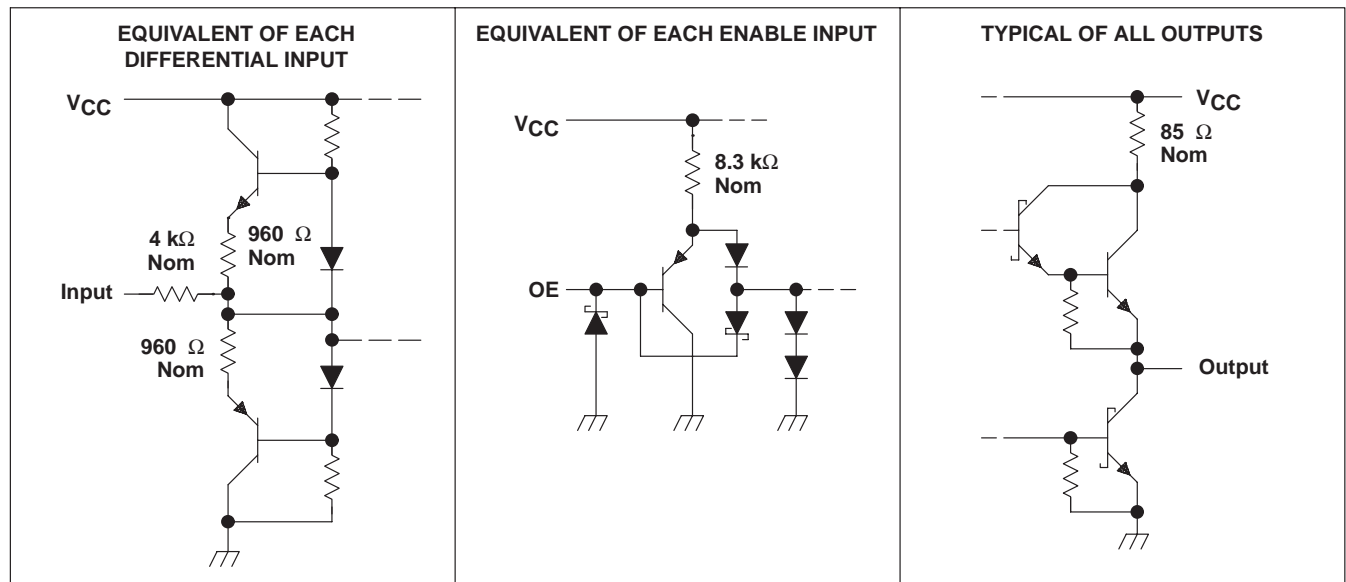 EQUIVALENT OF EACH
DIFFERENTIAL INPUT
VCC
4 kΩ
Nom
960 Ω
Nom
Input
960 Ω
Nom
EQUIVALENT OF EACH ENABLE INPUT
VCC
8.3 kΩ
Nom
OE
TYPICAL OF ALL OUTPUTS
VCC
85 Ω
Nom
Output